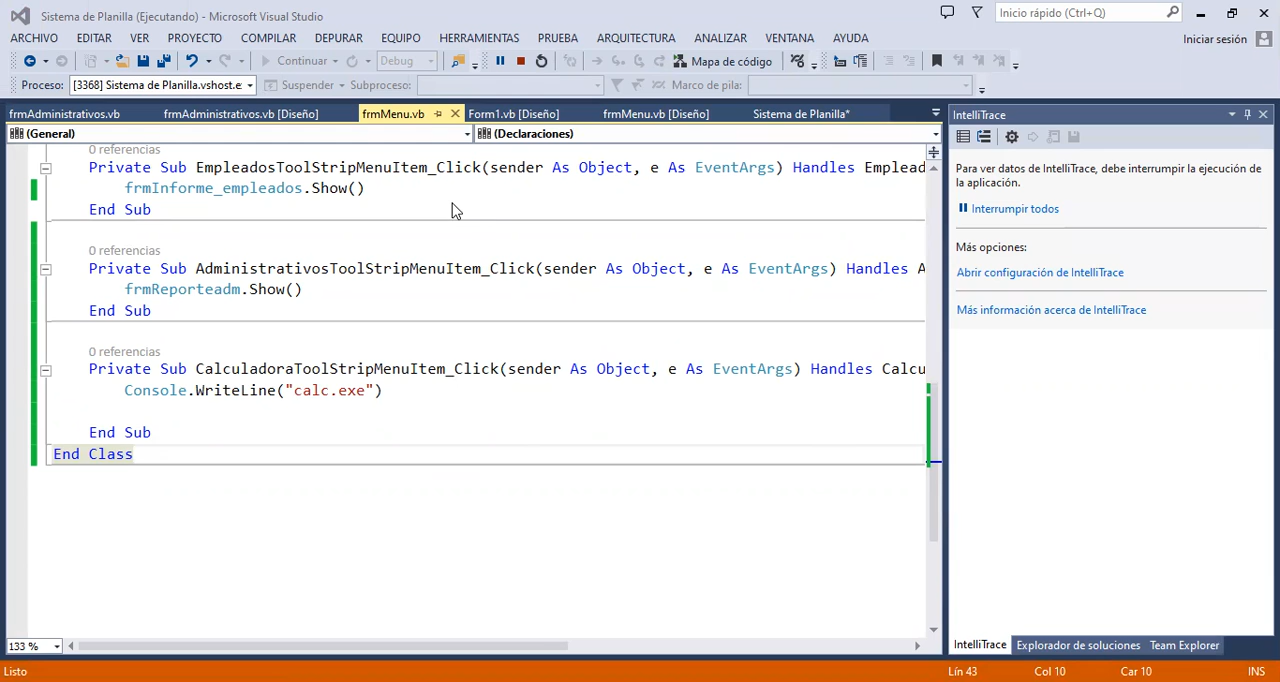 Sistema de Planilla (Ejecutando) - Microsoft Visual Studio
Inicio rápido (Ctrl+Q)
ARCHIVO EDITAR VER PROYECTO COMPILAR DEPURAR EQUIPO HERRAMIENTAS PRUEBA ARQUITECTURA ANALIZAR VENTANA AYUDA
Iniciar sesión
Continuar Debug Mapa de código
Proceso: [3368] Sistema de Planilla.vshost.e: Suspender Subproceso: Marco de pila:
frmAdministrativos.vb frmAdministrativos.vb [Diseño] frmMenu.vb Form1.vb [Diseño] frmMenu.vb [Diseño] Sistema de Planilla*
(General) (Declaraciones)
0 referencias
Private Sub EmpleadosToolStripMenuItem_Click(sender As Object, e As EventArgs) Handles Emplead
frmInforme_empleados.Show()
End Sub
0 referencias
Private Sub AdministrativosToolStripMenuItem_Click(sender As Object, e As EventArgs) Handles A
frmReporteadm.Show()
End Sub
0 referencias
Private Sub CalculadoraToolStripMenuItem_Click(sender As Object, e As EventArgs) Handles Calcu
Console.WriteLine("calc.exe")
End Sub
End Class
133 %
IntelliTrace
Para ver datos de IntelliTrace, debe interrumpir la ejecución de
la aplicación.
Interrumpir todos
Más opciones:
Abrir configuración de IntelliTrace
Más información acerca de IntelliTrace
IntelliTrace Explorador de soluciones Team Explorer
Listo Lín 43 Col 10 Car 10 INS